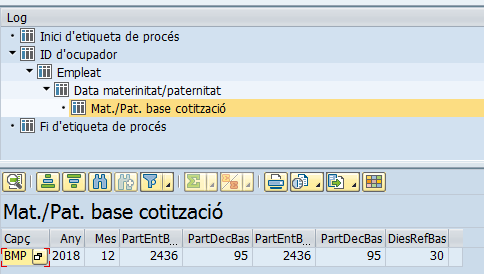 Log
Inici d'etiqueta de procés
ID d'ocupador
Empleat
Data materinitat/paternitat
Mat./Pat. base cotització
Fi d'etiqueta de procés
Mat./Pat. base cotització
Capç Any Mes PartEntB... PartDecBas PartEntB... PartDecBas DiesRefBas
BMP 2018 12 2436 95 2436 95 30